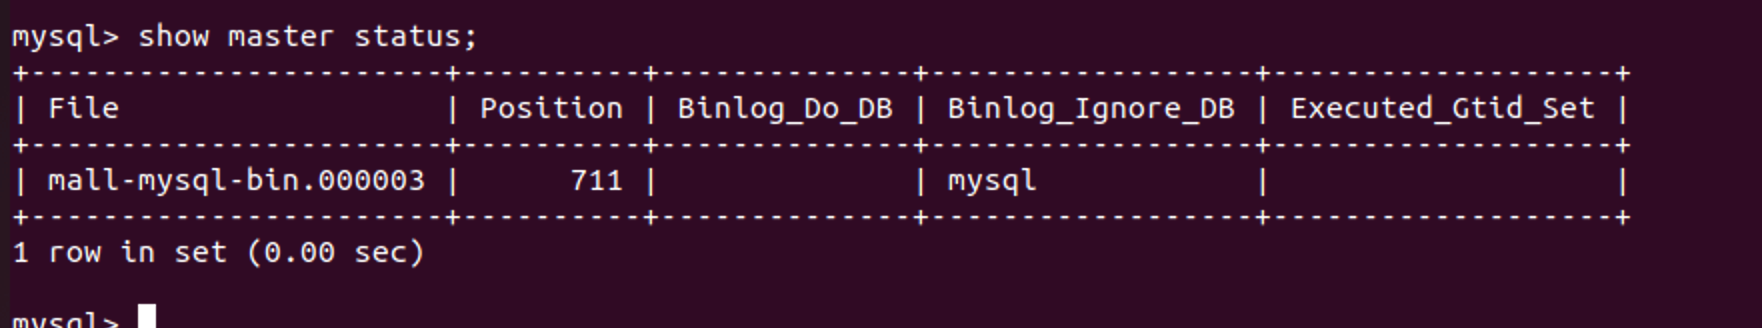 mysql> show master status;
+-----------------------+----------+--------------+------------------+-------------------+
| File                  | Position | Binlog_Do_DB | Binlog_Ignore_DB | Executed_Gtid_Set |
+-----------------------+----------+--------------+------------------+-------------------+
| mall-mysql-bin.000003 |      711 |              | mysql            |                   |
+-----------------------+----------+--------------+------------------+-------------------+
1 row in set (0.00 sec)
mysql>